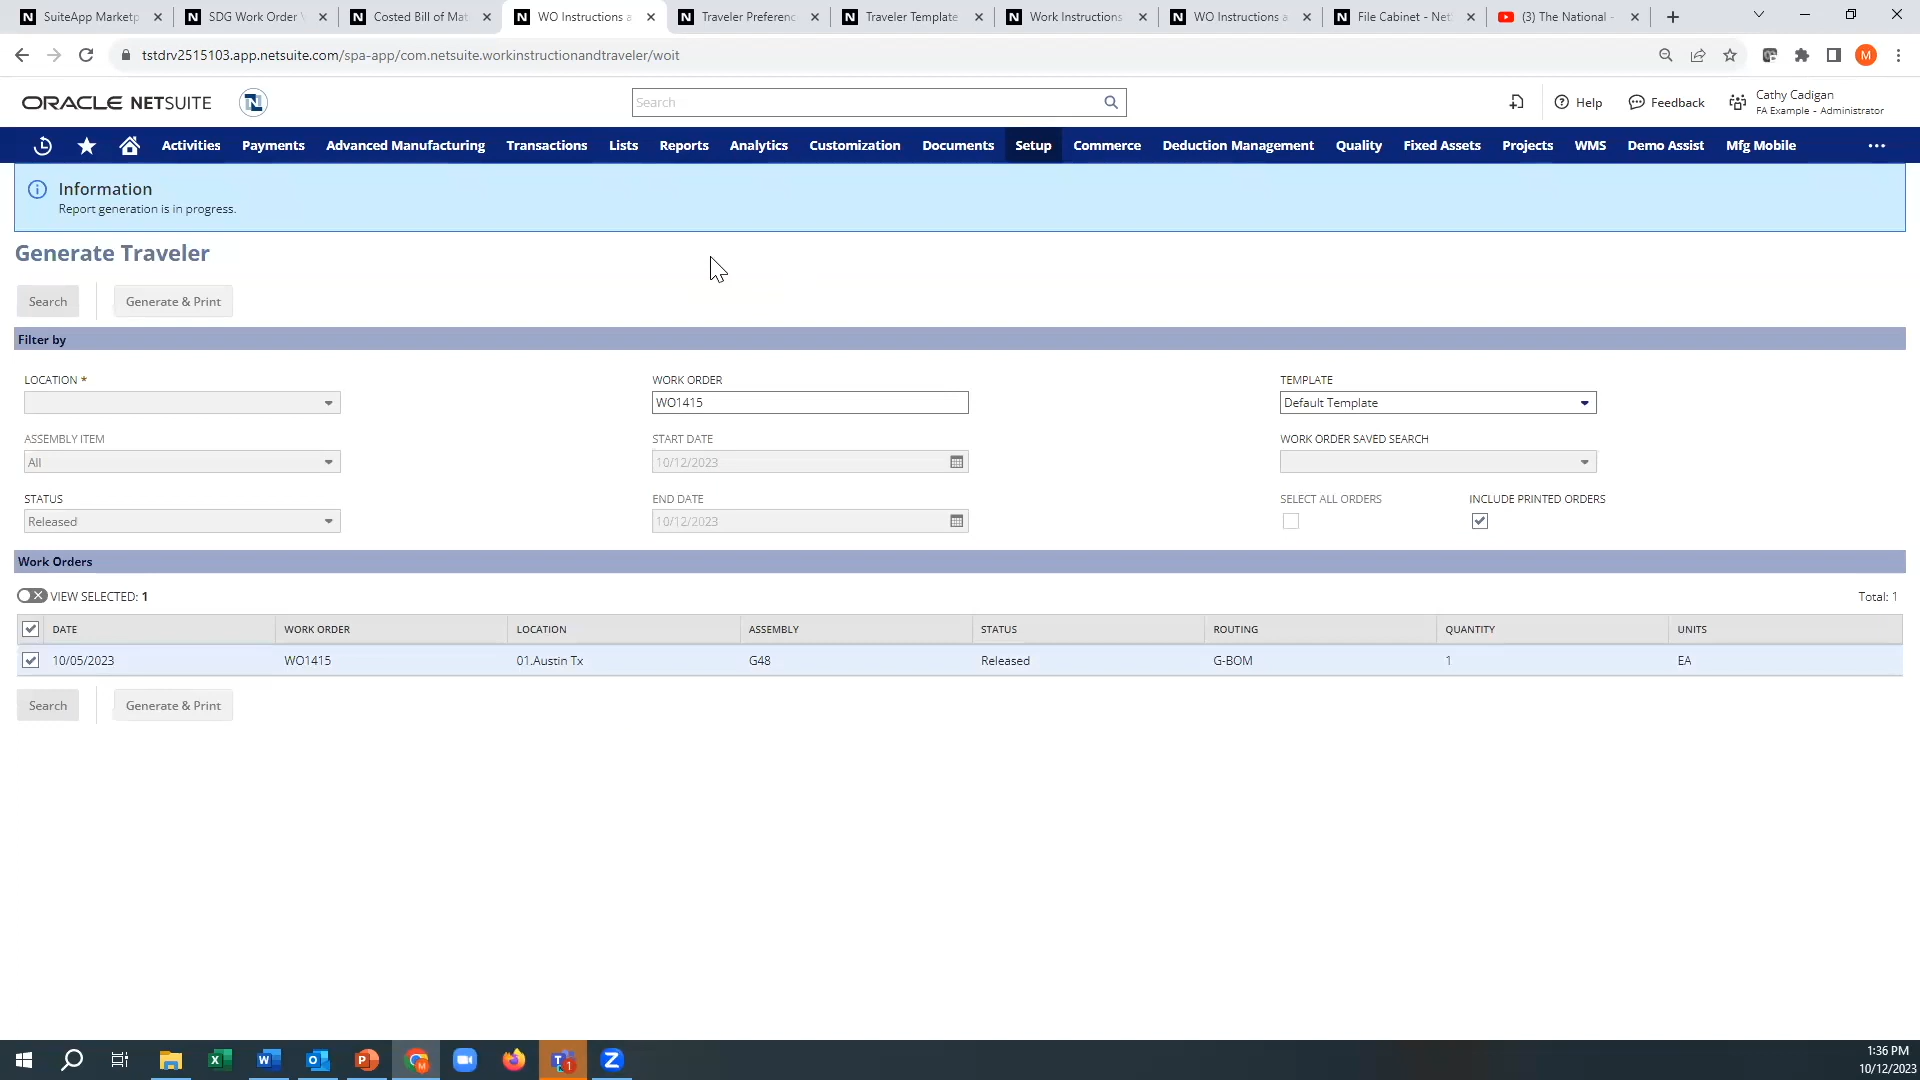 SuiteApp Marketp
SDG Work Order
Costed Bill of Mat
WO Instructions a
Traveler Preferenc
Traveler Template
Work Instructions
WO Instructions a
File Cabinet - Net
(3) The National -
tstdrv2515103.app.netsuite.com/spa-app/com.netsuite.workinstructionandtraveler/woit
M
ORACLE NETSUITE
Search
Help
Feedback
Cathy Cadigan
FA Example - Administrator
Activities Payments Advanced Manufacturing Transactions Lists Reports Analytics Customization Documents Setup Commerce Deduction Management Quality Fixed Assets Projects WMS Demo Assist Mfg Mobile
Information
Report generation is in progress.
Generate Traveler
Search Generate & Print
Filter by
LOCATION * WORK ORDER TEMPLATE
WO1415 Default Template
ASSEMBLY ITEM START DATE WORK ORDER SAVED SEARCH
All 10/12/2023
STATUS END DATE SELECT ALL ORDERS INCLUDE PRINTED ORDERS
Released 10/12/2023
Work Orders
VIEW SELECTED: 1 Total: 1
DATE WORK ORDER LOCATION ASSEMBLY STATUS ROUTING QUANTITY UNITS
10/05/2023 WO1415 01.Austin Tx G48 Released G-BOM 1 EA
Search Generate & Print
1:36 PM
10/12/2023